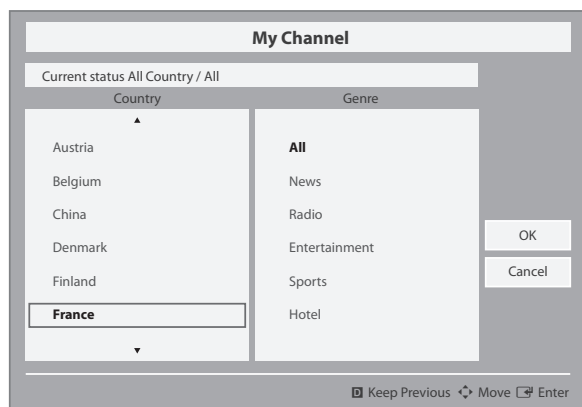 My Channel
Current status All Country / All
Country
Genre
Austria
Belgium
China
Denmark
Finland
France
All
News
Radio
Entertainment
Sports
Hotel
OK
Cancel
D Keep Previous Move Enter